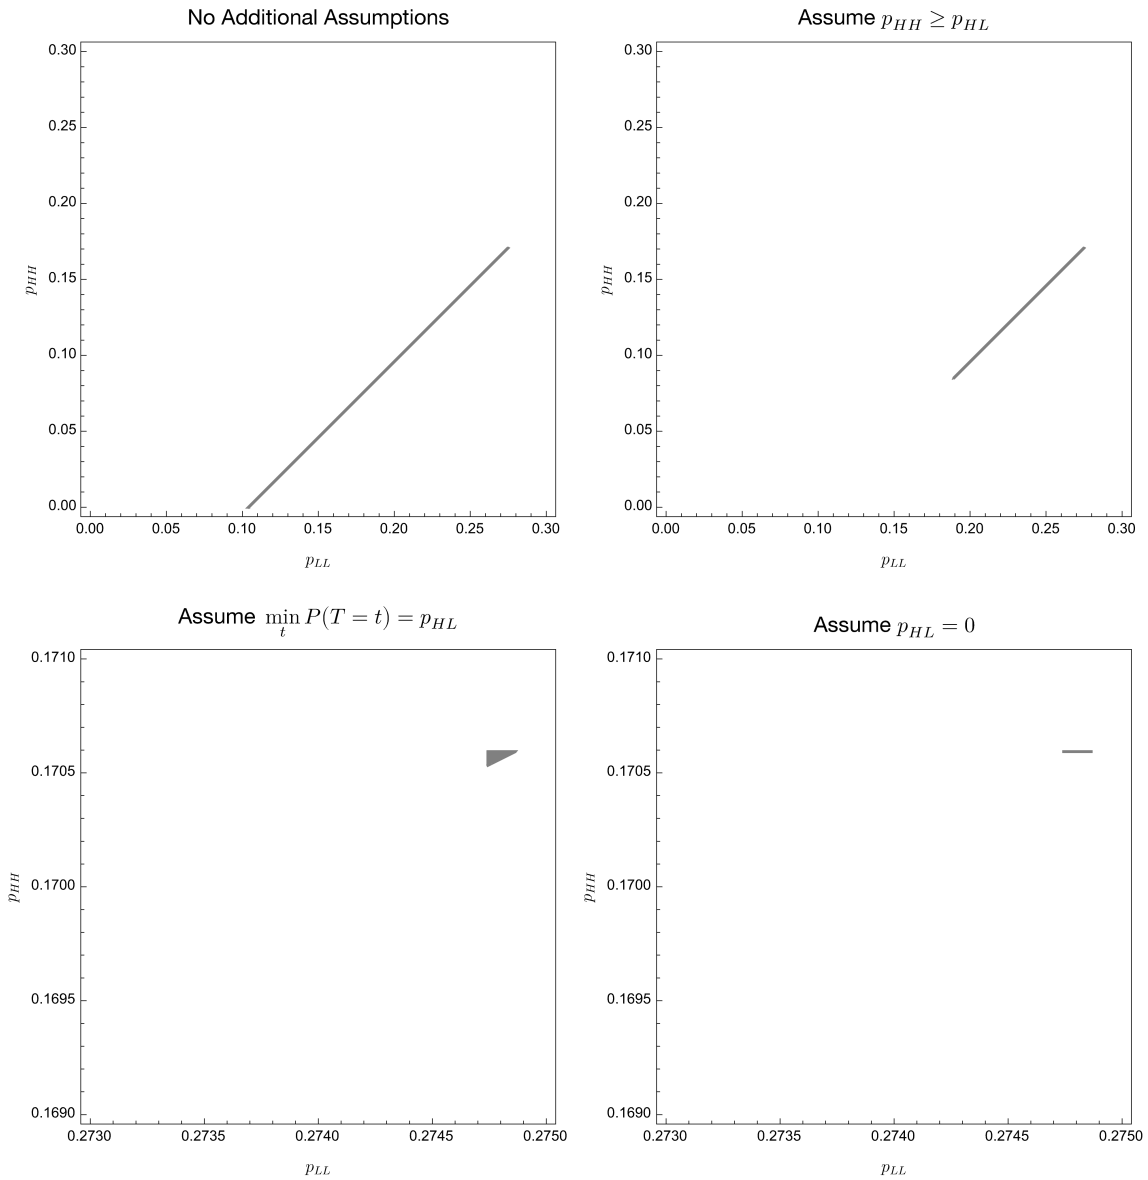 No Additional Assumptions
0.30
0.25
0.20
0.15
0.10
0.05
0.00
p_HH
0.00 0.05 0.10 0.15 0.20 0.25 0.30
p_LL
Assume p_HH ≥ p_HL
0.30
0.25
0.20
0.15
0.10
0.05
0.00
p_HH
0.00 0.05 0.10 0.15 0.20 0.25 0.30
p_LL
Assume min_t P(T = t) = p_HL
0.1710
0.1705
0.1700
0.1695
0.1690
p_HH
0.2730 0.2735 0.2740 0.2745 0.2750
p_LL
Assume p_HL = 0
0.1710
0.1705
0.1700
0.1695
0.1690
p_HH
0.2730 0.2735 0.2740 0.2745 0.2750
p_LL